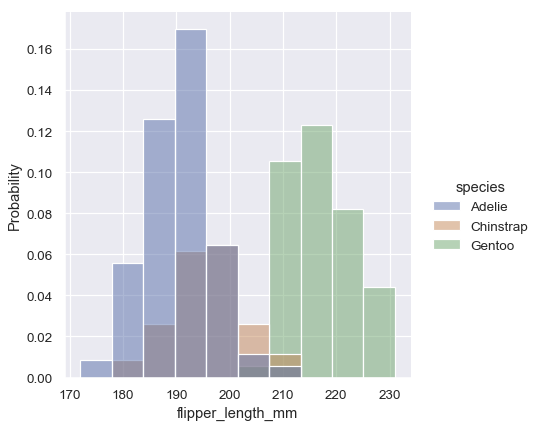 0.16
0.14
0.12
0.10
0.08
0.06
0.04
0.02
0.00
Probability
170 180 190 200 210 220 230
flipper_length_mm
species
Adelie
Chinstrap
Gentoo